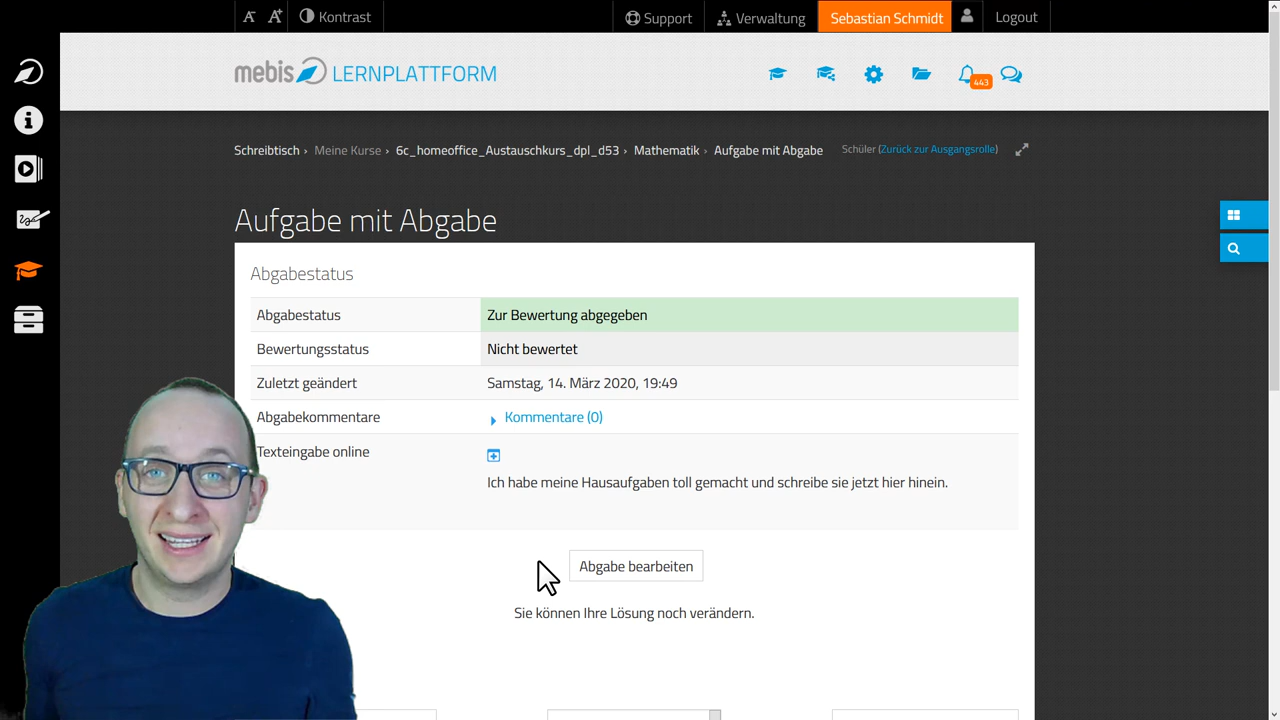 A- A+ Kontrast Support Verwaltung Sebastian Schmidt Logout
mebis LERNPLATTFORM 443
Schreibtisch › Meine Kurse › 6c_homeoffice_Austauschkurs_dpl_d53 › Mathematik › Aufgabe mit Abgabe Schüler (Zurück zur Ausgangsrolle)
Aufgabe mit Abgabe
Abgabestatus
Abgabestatus Zur Bewertung abgegeben
Bewertungsstatus Nicht bewertet
Zuletzt geändert Samstag, 14. März 2020, 19:49
Abgabekommentare Kommentare (0)
Texteingabe online
Ich habe meine Hausaufgaben toll gemacht und schreibe sie jetzt hier hinein.
Abgabe bearbeiten
Sie können Ihre Lösung noch verändern.